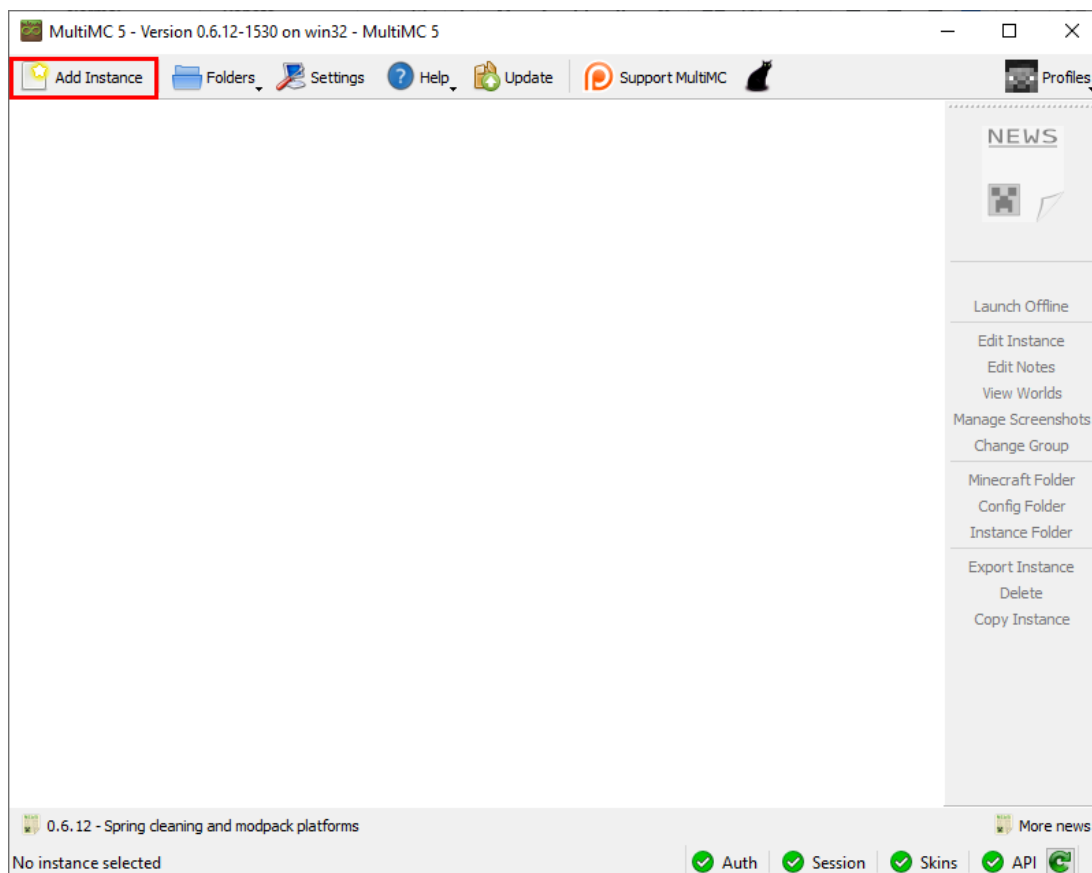 MultiMC 5 - Version 0.6.12-1530 on win32 - MultiMC 5
Add Instance Folders Settings Help Update Support MultiMC Profiles
NEWS
Launch Offline
Edit Instance
Edit Notes
View Worlds
Manage Screenshots
Change Group
Minecraft Folder
Config Folder
Instance Folder
Export Instance
Delete
Copy Instance
0.6.12 - Spring cleaning and modpack platforms More news
No instance selected Auth Session Skins API